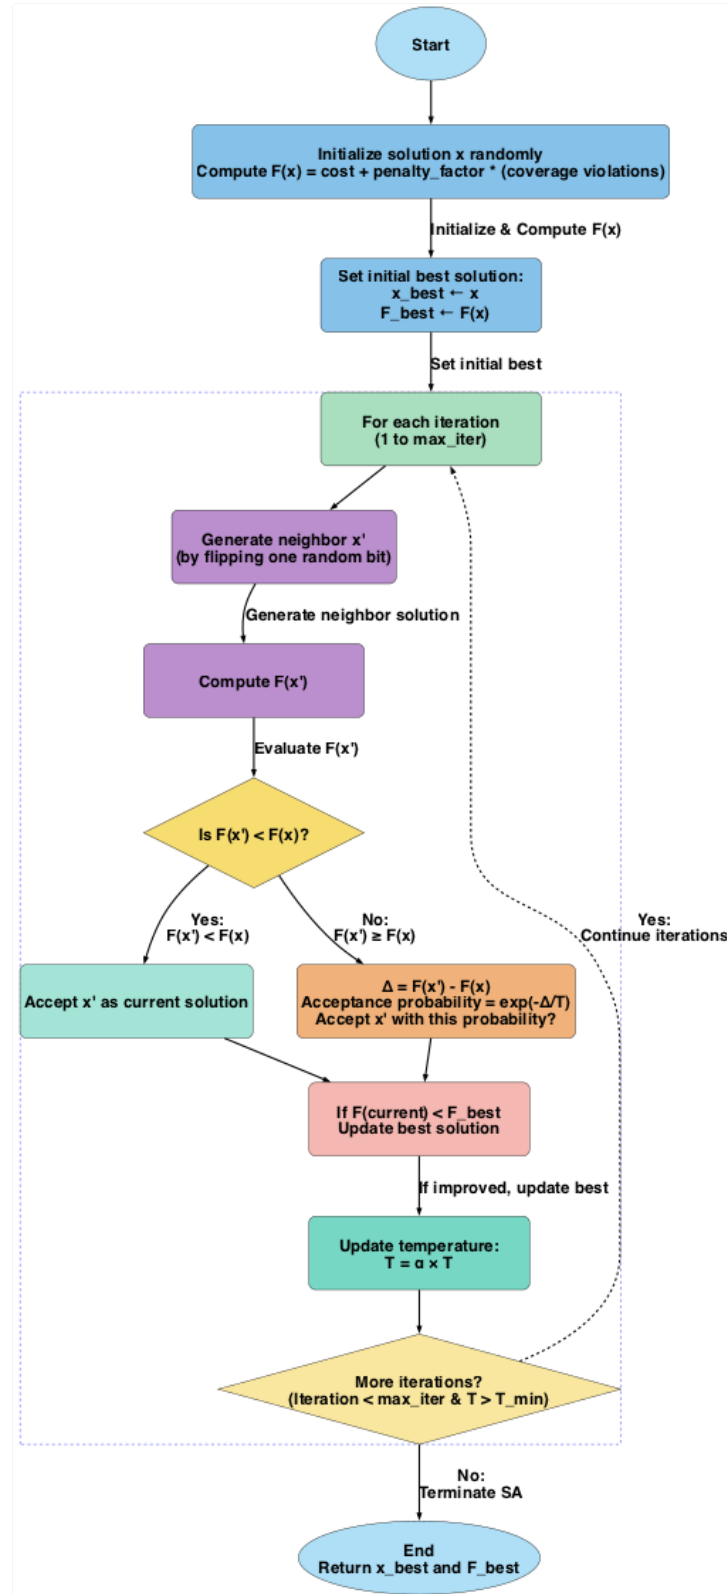 Start
Initialize solution x randomly
Compute F(x) = cost + penalty_factor * (coverage violations)
Initialize & Compute F(x)
Set initial best solution:
x_best ← x
F_best ← F(x)
Set initial best
For each iteration
(1 to max_iter)
Generate neighbor x'
(by flipping one random bit)
Generate neighbor solution
Compute F(x')
Evaluate F(x')
Is F(x') < F(x)?
Yes:
F(x') < F(x)
No:
F(x') ≥ F(x)
Yes:
Continue iterations
Accept x' as current solution
Δ = F(x') - F(x)
Acceptance probability = exp(-Δ/T)
Accept x' with this probability?
If F(current) < F_best
Update best solution
If improved, update best
Update temperature:
T = α × T
More iterations?
(Iteration < max_iter & T > T_min)
No:
Terminate SA
End
Return x_best and F_best